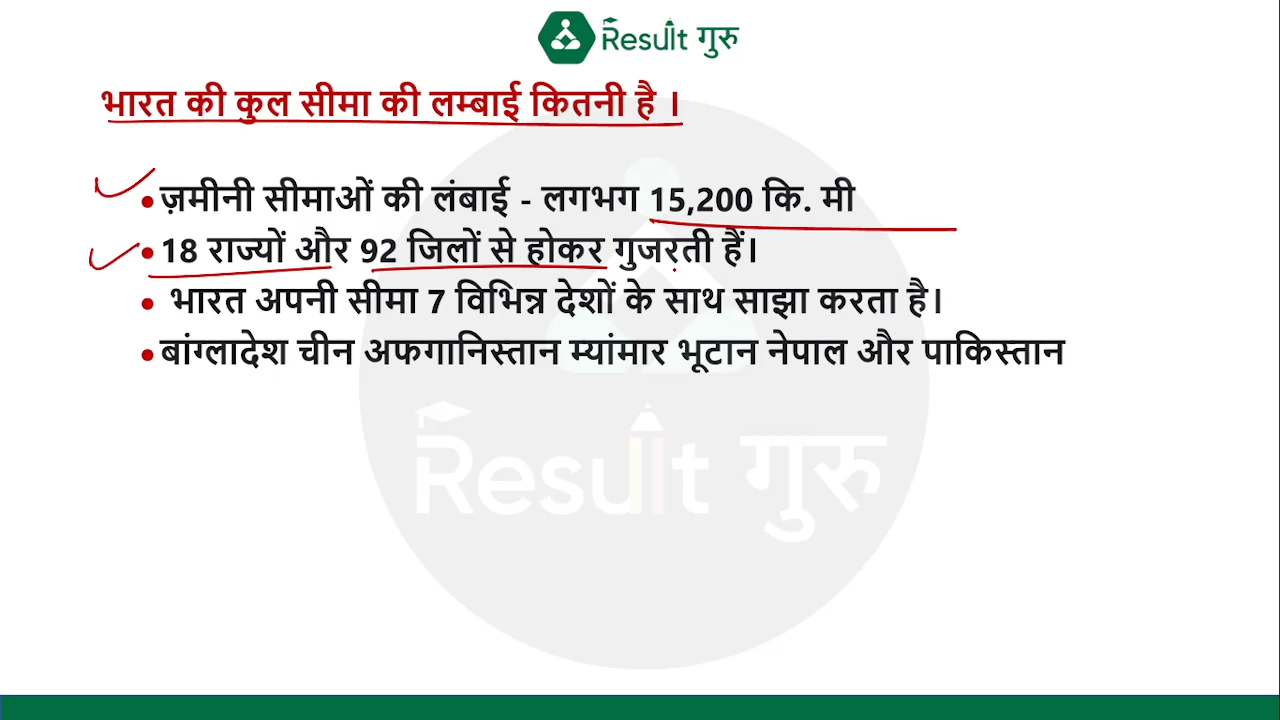 Result गुरु
भारत की कुल सीमा की लम्बाई कितनी है ।
• ज़मीनी सीमाओं की लंबाई - लगभग 15,200 कि. मी
• 18 राज्यों और 92 जिलों से होकर गुजरती हैं।
• भारत अपनी सीमा 7 विभिन्न देशों के साथ साझा करता है।
• बांग्लादेश चीन अफगानिस्तान म्यांमार भूटान नेपाल और पाकिस्तान
Result गुरु